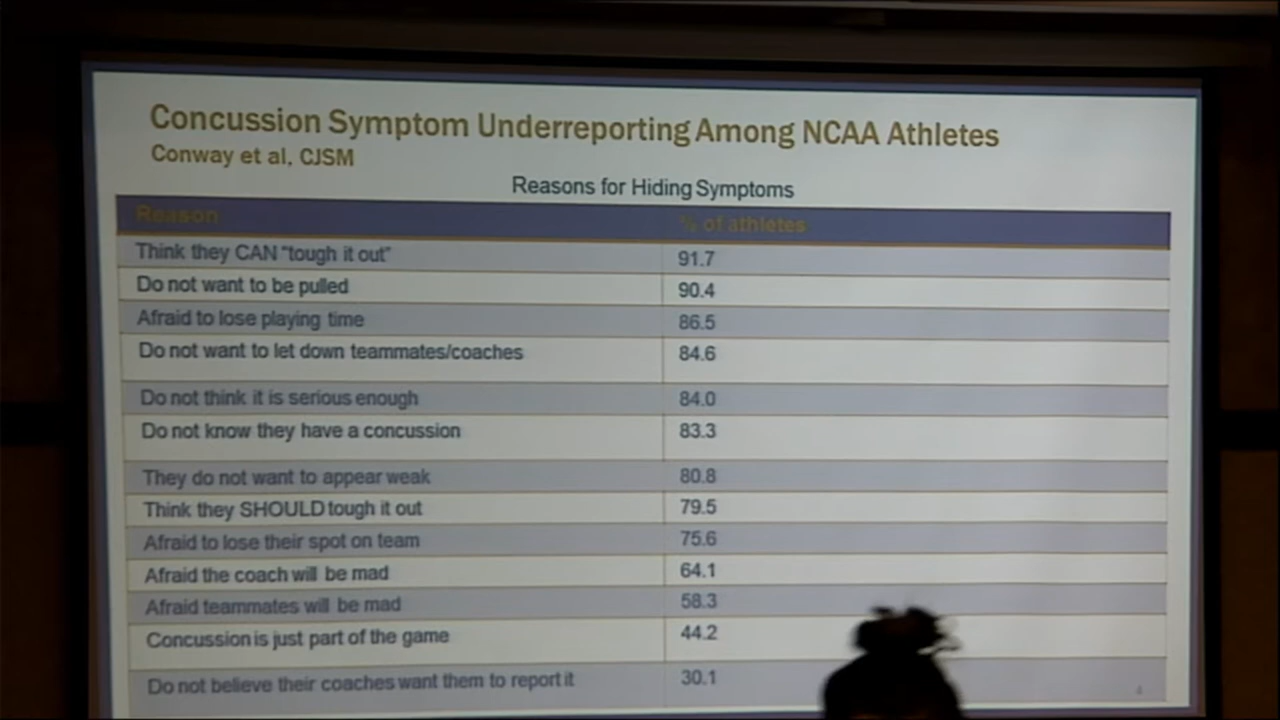 Concussion Symptom Underreporting Among NCAA Athletes
Conway et al, CJSM
Reasons for Hiding Symptoms
Reason % of athletes
Think they CAN "tough it out" 91.7
Do not want to be pulled 90.4
Afraid to lose playing time 86.5
Do not want to let down teammates/coaches 84.6
Do not think it is serious enough 84.0
Do not know they have a concussion 83.3
They do not want to appear weak 80.8
Think they SHOULD tough it out 79.5
Afraid to lose their spot on team 75.6
Afraid the coach will be mad 64.1
Afraid teammates will be mad 58.3
Concussion is just part of the game 44.2
Do not believe their coaches want them to report it 30.1
4